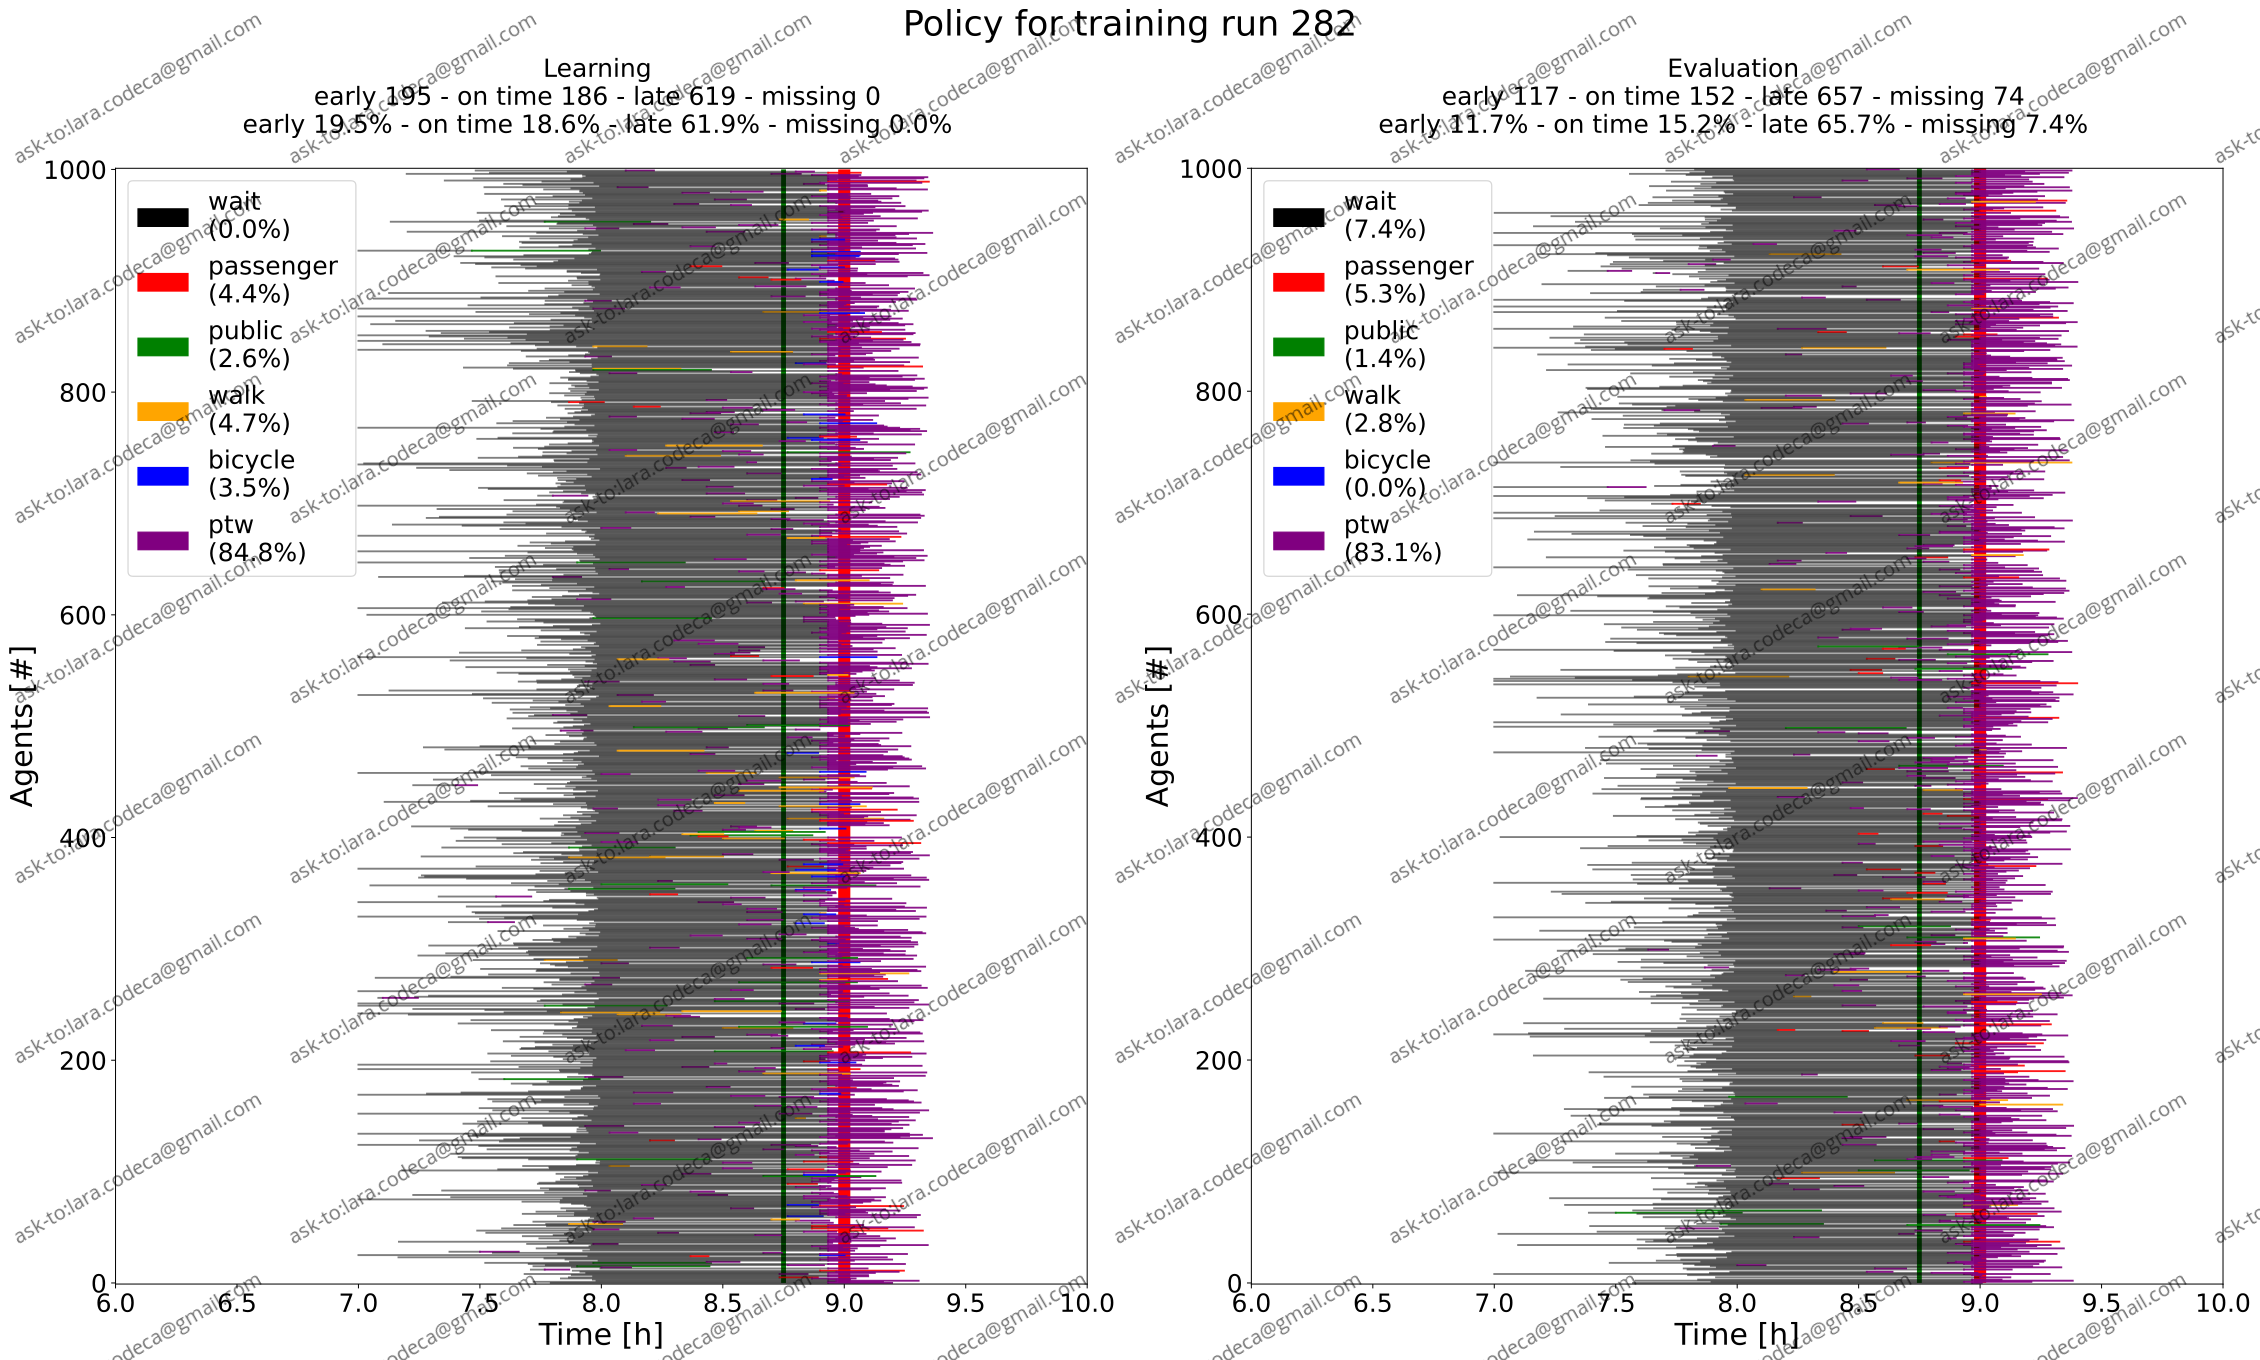 Policy for training run 282
Learning
early 195 - on time 186 - late 619 - missing 0
early 19.5% - on time 18.6% - late 61.9% - missing 0.0%
Evaluation
early 117 - on time 152 - late 657 - missing 74
early 11.7% - on time 15.2% - late 65.7% - missing 7.4%
wait
(0.0%)
passenger
(4.4%)
public
(2.6%)
walk
(4.7%)
bicycle
(3.5%)
ptw
(84.8%)
Agents [#]
1000
800
600
400
200
0
6.0 6.5 7.0 7.5 8.0 8.5 9.0 9.5 10.0
Time [h]
wait
(7.4%)
passenger
(5.3%)
public
(1.4%)
walk
(2.8%)
bicycle
(0.0%)
ptw
(83.1%)
Agents [#]
1000
800
600
400
200
0
6.0 6.5 7.0 7.5 8.0 8.5 9.0 9.5 10.0
Time [h]
ask-to:lara.codeca@gmail.com